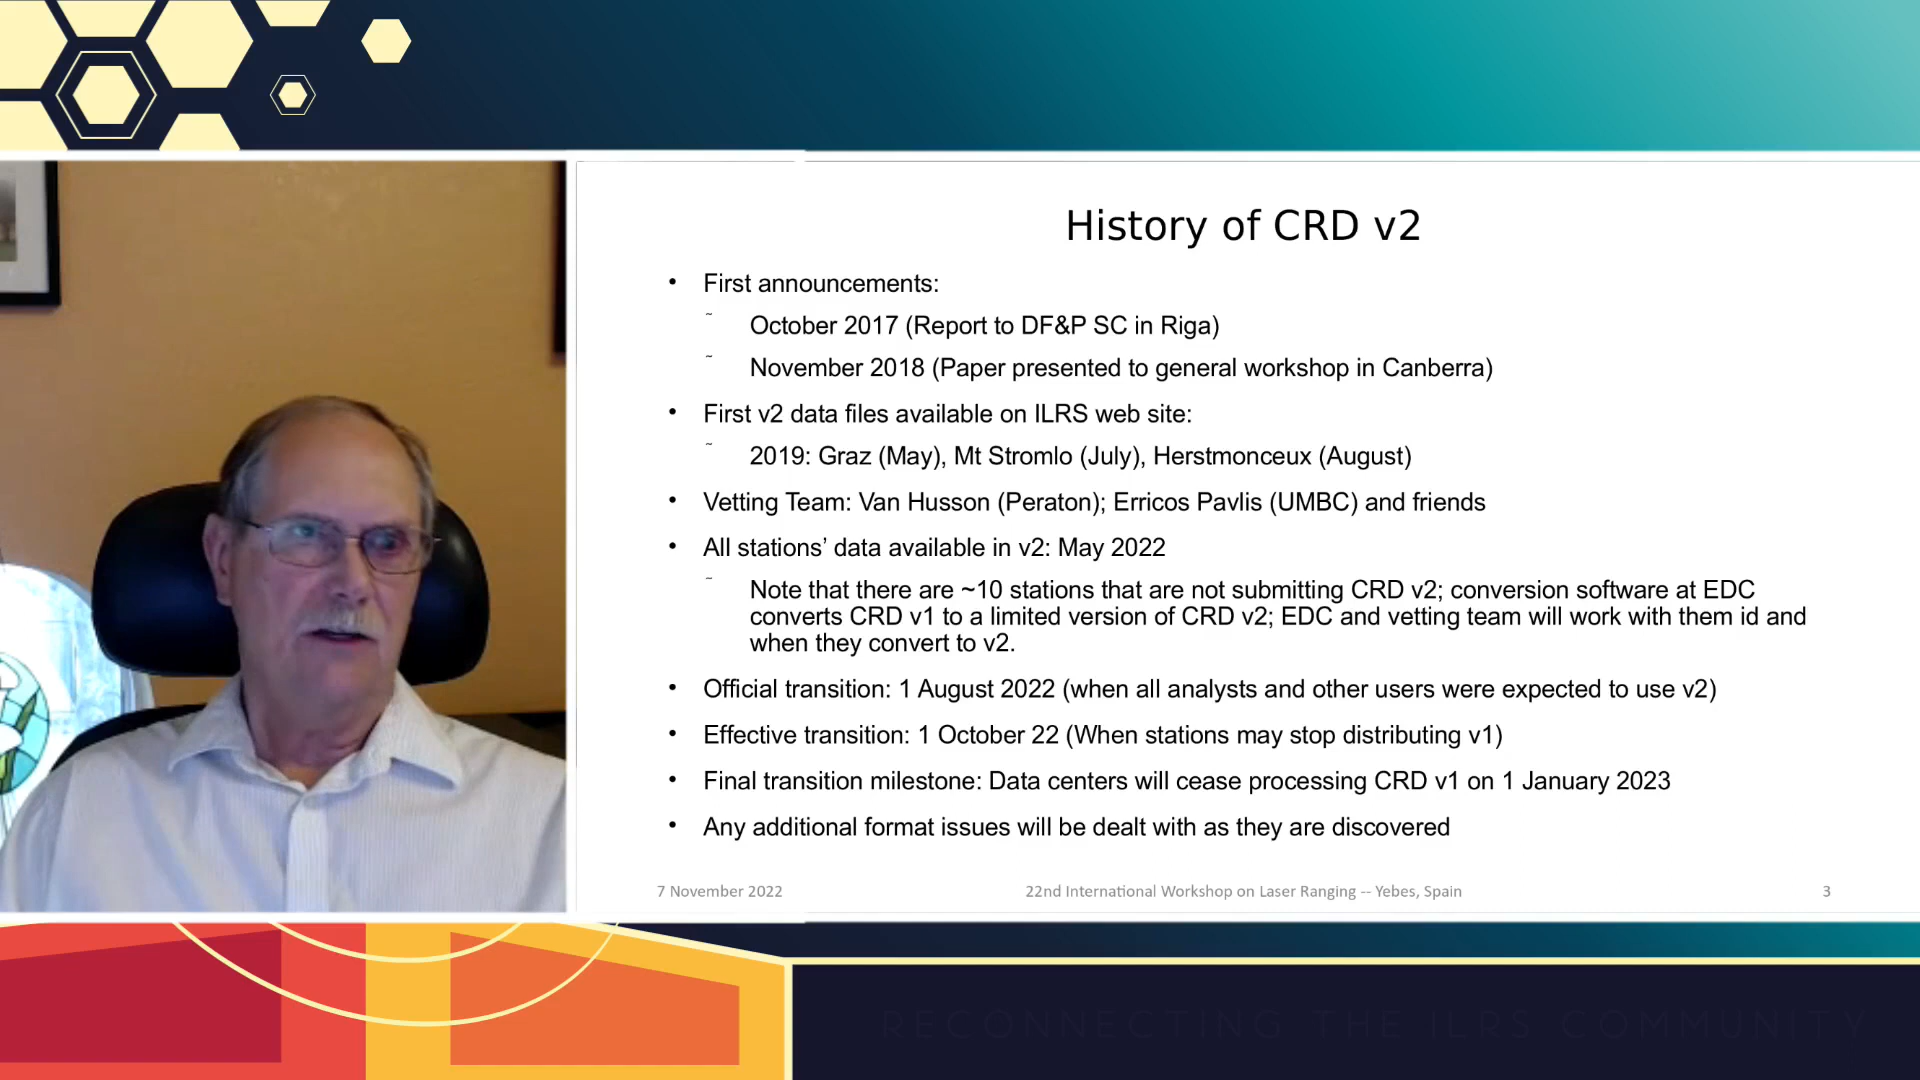 History of CRD v2
• First announcements:
~ October 2017 (Report to DF&P SC in Riga)
~ November 2018 (Paper presented to general workshop in Canberra)
• First v2 data files available on ILRS web site:
~ 2019: Graz (May), Mt Stromlo (July), Herstmonceux (August)
• Vetting Team: Van Husson (Peraton); Erricos Pavlis (UMBC) and friends
• All stations’ data available in v2: May 2022
~ Note that there are ~10 stations that are not submitting CRD v2; conversion software at EDC
converts CRD v1 to a limited version of CRD v2; EDC and vetting team will work with them id and
when they convert to v2.
• Official transition: 1 August 2022 (when all analysts and other users were expected to use v2)
• Effective transition: 1 October 22 (When stations may stop distributing v1)
• Final transition milestone: Data centers will cease processing CRD v1 on 1 January 2023
• Any additional format issues will be dealt with as they are discovered
7 November 2022 22nd International Workshop on Laser Ranging -- Yebes, Spain 3
RECONNECTING THE ILRS COMMUNITY